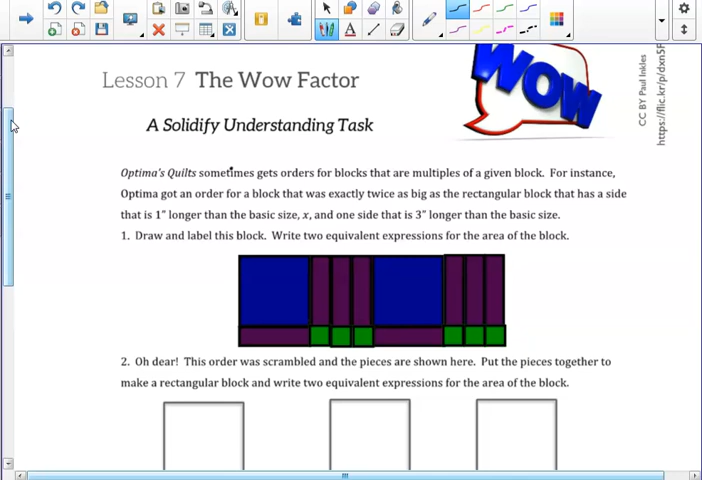 Lesson 7 The Wow Factor
WOW
CC BY Paul Inkles
https://flic.kr/p/dxn5F
A Solidify Understanding Task
Optima's Quilts sometimes gets orders for blocks that are multiples of a given block. For instance,
Optima got an order for a block that was exactly twice as big as the rectangular block that has a side
that is 1" longer than the basic size, x, and one side that is 3" longer than the basic size.
1. Draw and label this block. Write two equivalent expressions for the area of the block.
2. Oh dear! This order was scrambled and the pieces are shown here. Put the pieces together to
make a rectangular block and write two equivalent expressions for the area of the block.